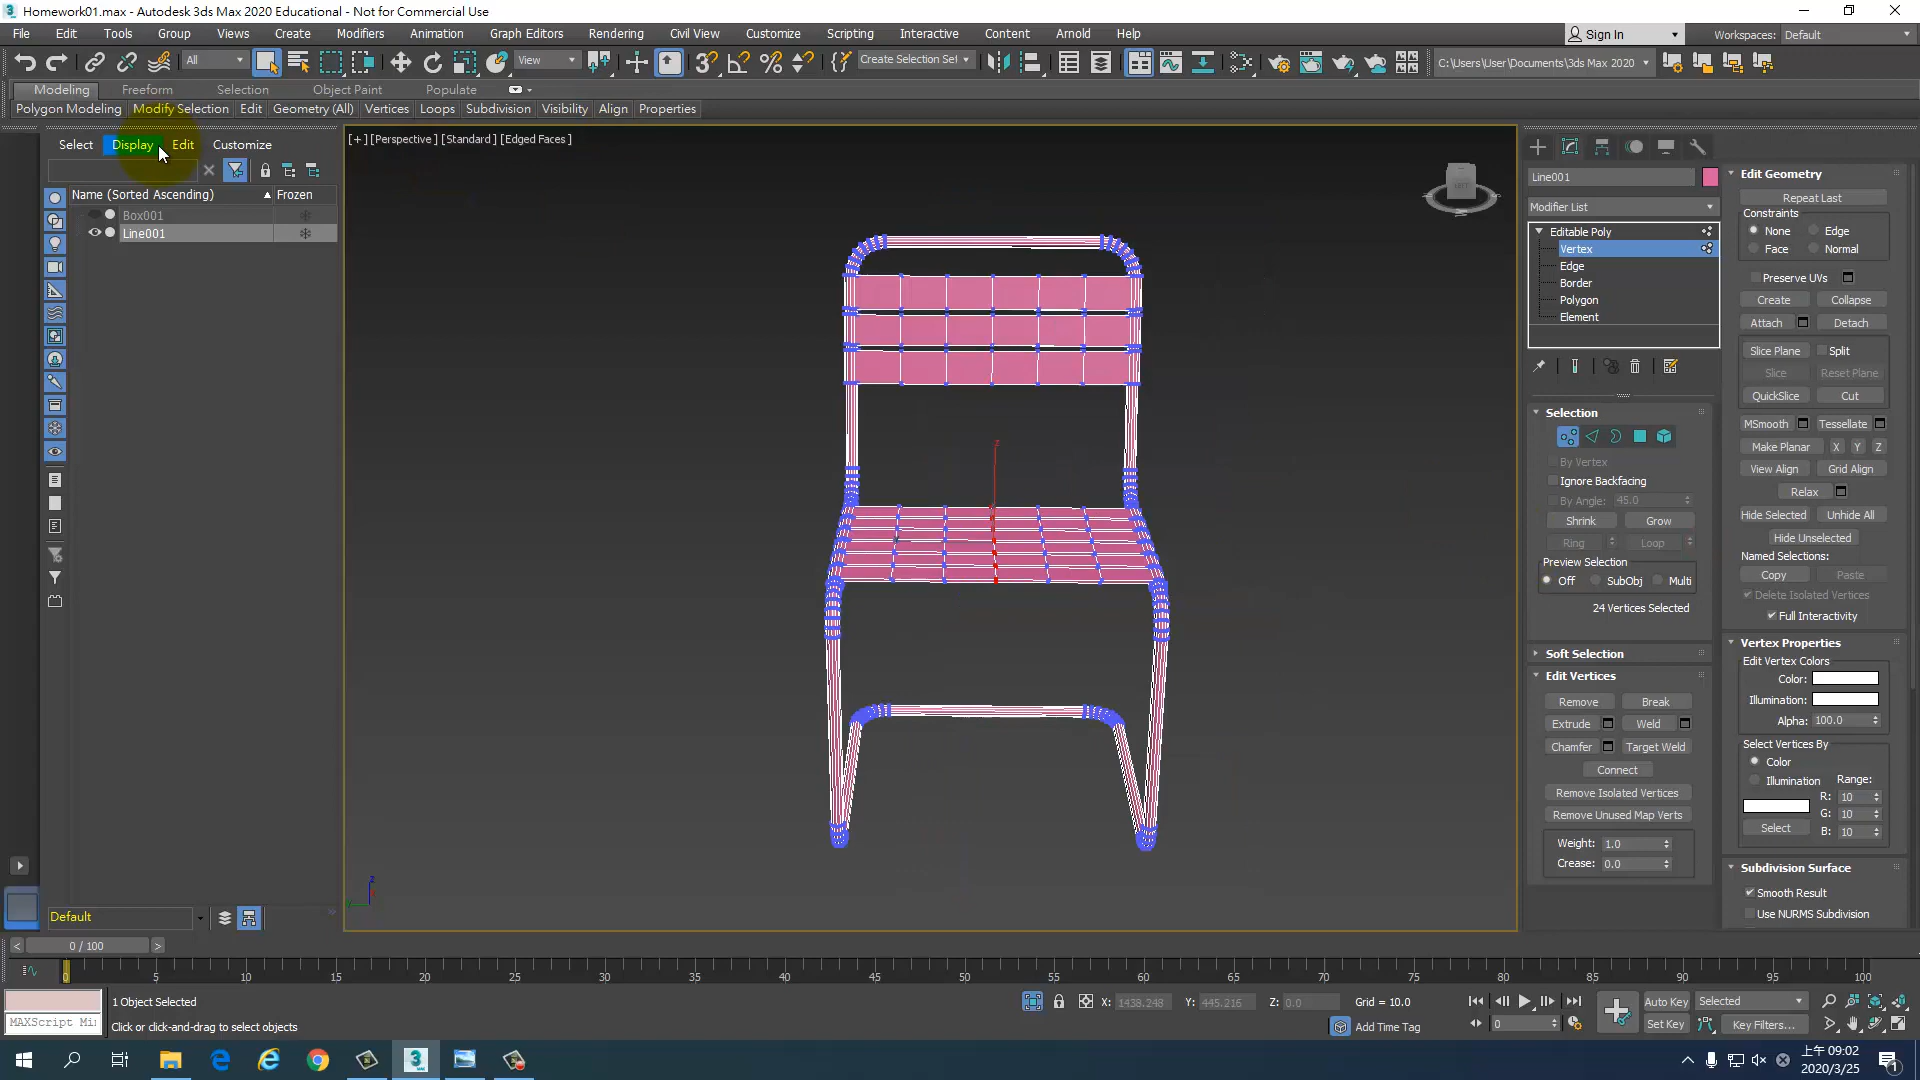 Homework01.max - Autodesk 3ds Max 2020 Educational - Not for Commercial Use
File Edit Tools Group Views Create Modifiers Animation Graph Editors Rendering Civil View Customize Scripting Interactive Content Arnold Help Sign In Workspaces: Default
All View Create Selection Set C:\Users\User\Documents\3ds Max 2020
Modeling Freeform Selection Object Paint Populate
Polygon Modeling Modify Selection Edit Geometry (All) Vertices Loops Subdivision Visibility Align Properties
Select Display Edit Customize
Name (Sorted Ascending) Frozen
Box001
Line001
Default
[+] [Perspective] [Standard] [Edged Faces]
LEFT
Line001
Modifier List
Editable Poly
Vertex
Edge
Border
Polygon
Element
Selection
By Vertex
Ignore Backfacing
By Angle: 45.0
Shrink Grow
Ring Loop
Preview Selection
Off SubObj Multi
24 Vertices Selected
Soft Selection
Edit Vertices
Remove Break
Extrude Weld
Chamfer Target Weld
Connect
Remove Isolated Vertices
Remove Unused Map Verts
Weight: 1.0
Crease: 0.0
Edit Geometry
Repeat Last
Constraints
None Edge
Face Normal
Preserve UVs
Create Collapse
Attach Detach
Slice Plane Split
Slice Reset Plane
QuickSlice Cut
MSmooth Tessellate
Make Planar X Y Z
View Align Grid Align
Relax
Hide Selected Unhide All
Hide Unselected
Named Selections:
Copy Paste
Delete Isolated Vertices
Full Interactivity
Vertex Properties
Edit Vertex Colors
Color:
Illumination:
Alpha: 100.0
Select Vertices By
Color
Illumination Range:
R: 10
G: 10
Select B: 10
Subdivision Surface
Smooth Result
Use NURMS Subdivision
< 0 / 100 >
0 5 10 15 20 25 30 35 40 45 50 55 60 65 70 75 80 85 90 95 100
1 Object Selected X: 1438.248 Y: 445.216 Z: 0.0 Grid = 10.0 Auto Key Selected
MAXScript Mi Click or click-and-drag to select objects Add Time Tag 0 Set Key Key Filters...
上午 09:02
2020/3/25
1